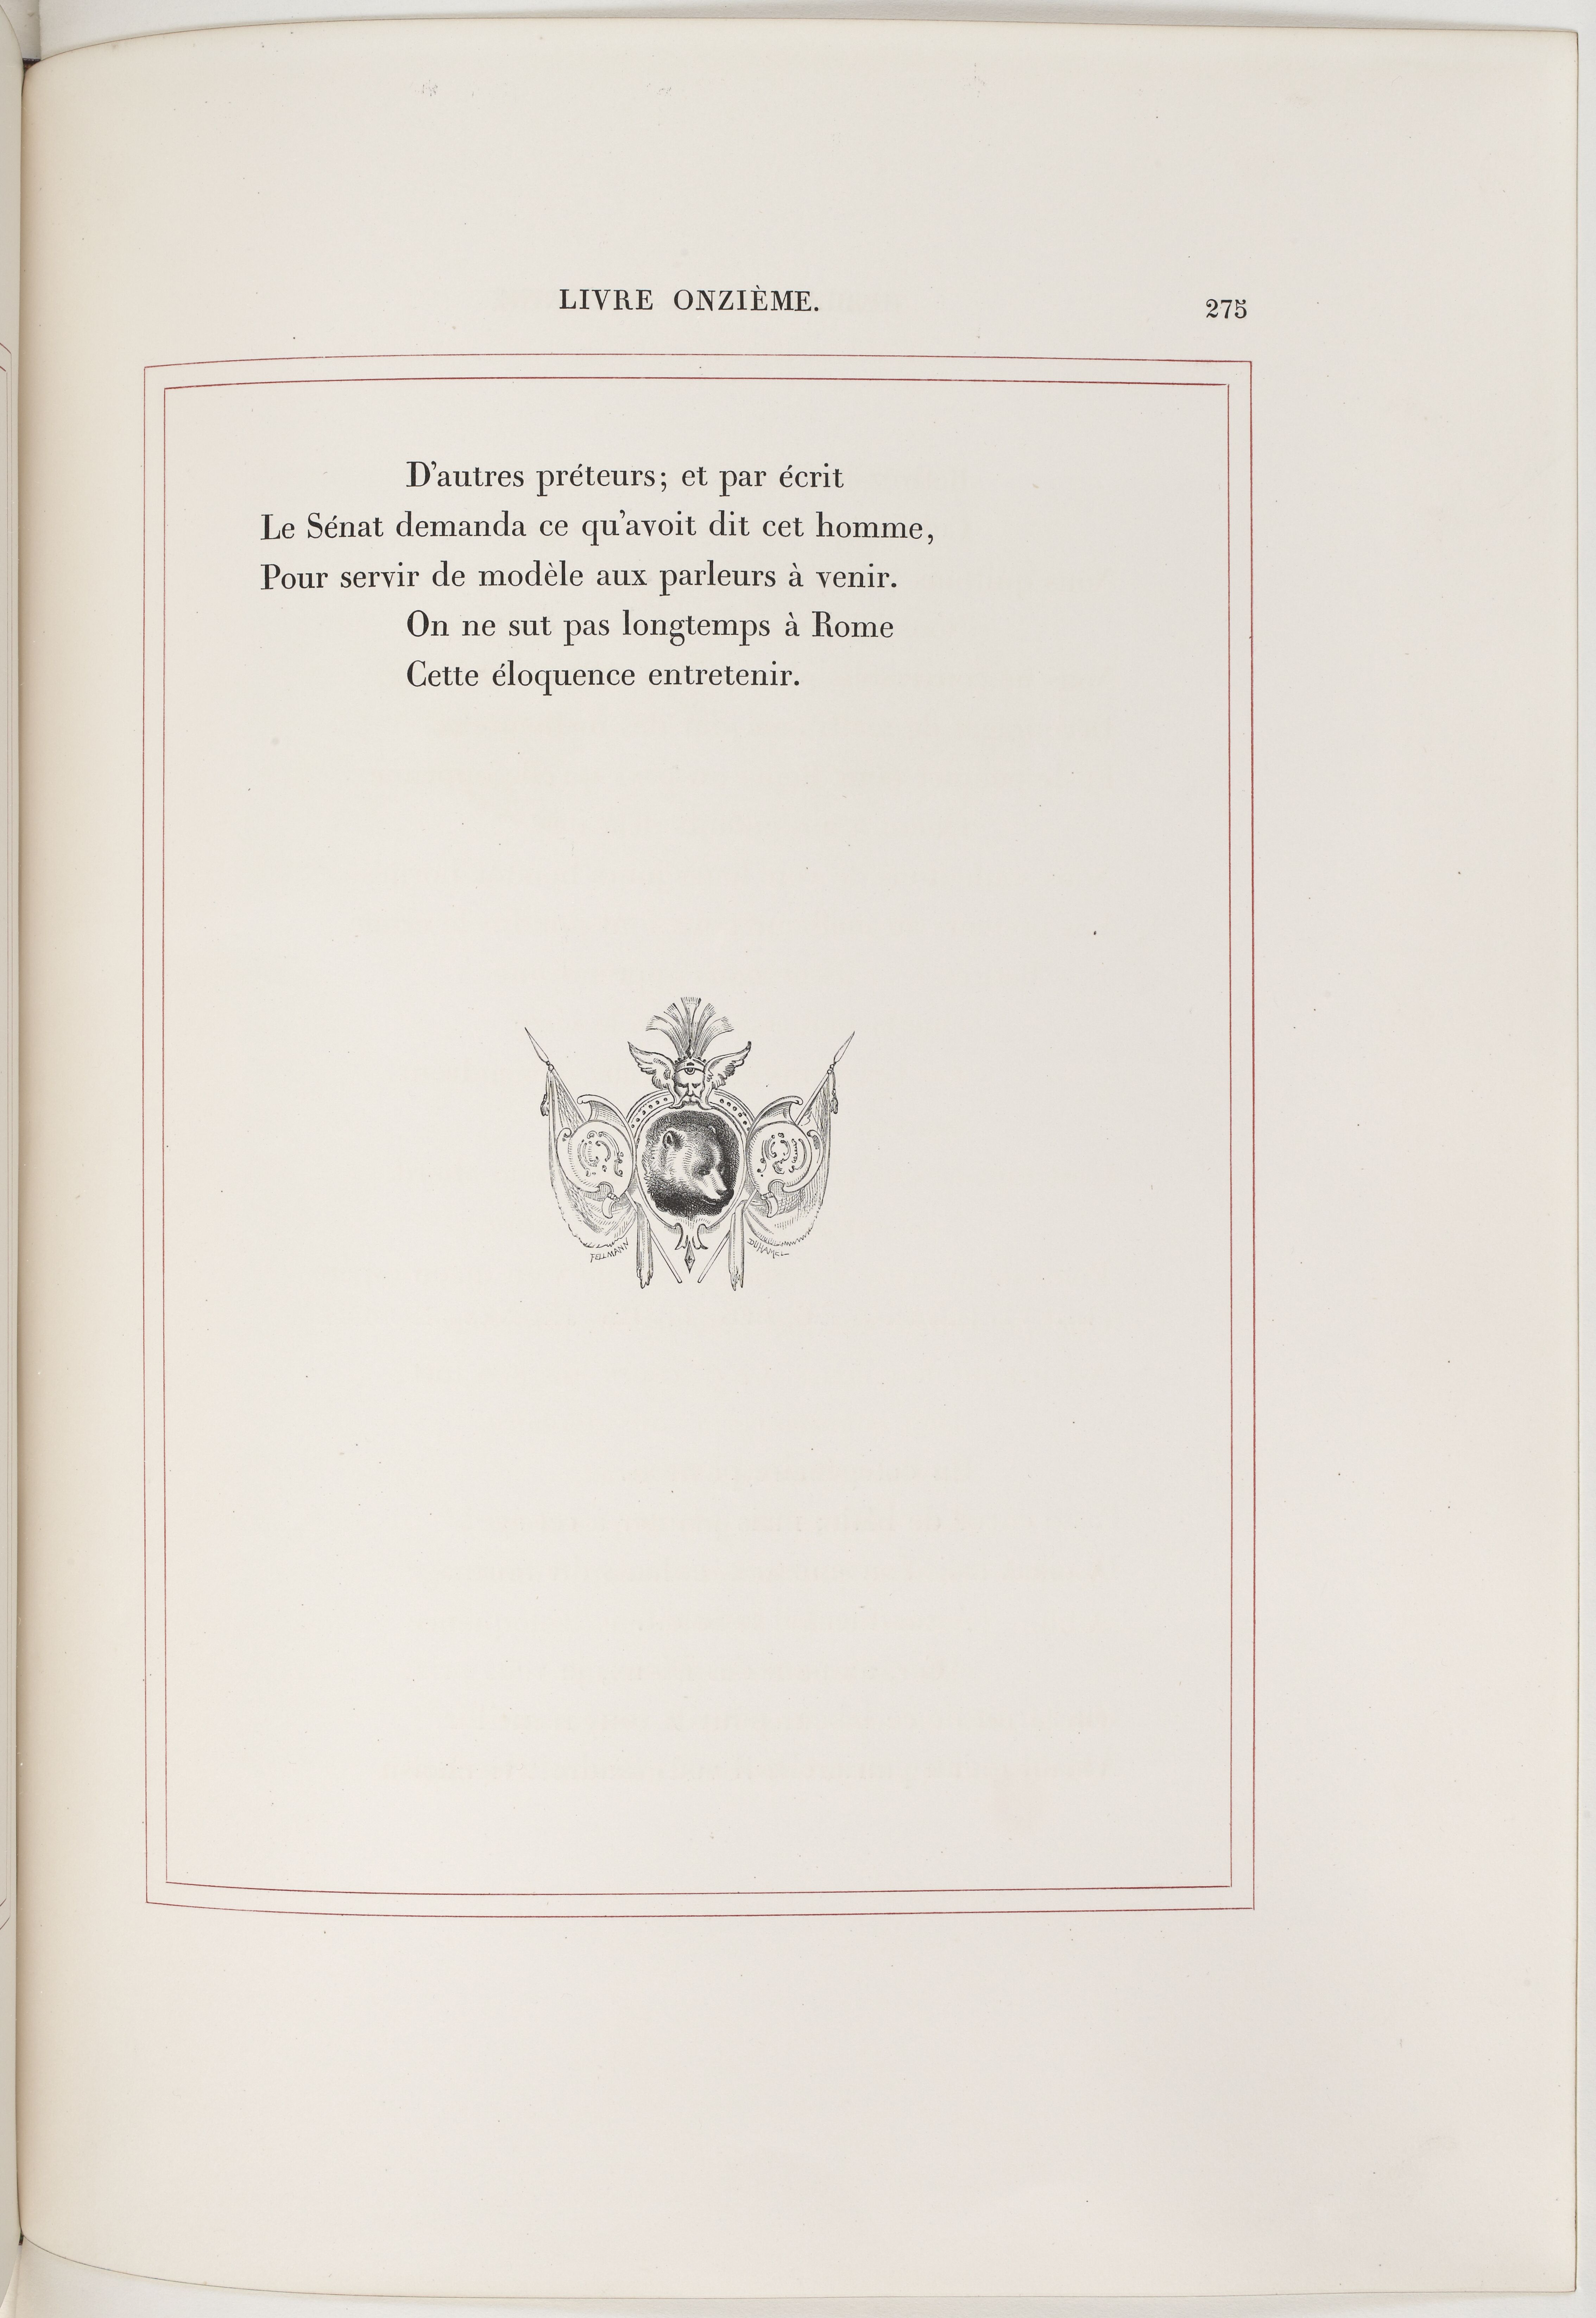 LIVRE ONZIÈME.
275
D'autres préteurs; et par écrit
Le Sénat demanda ce qu'avoit dit cet homme,
Pour servir de modèle aux parleurs à venir.
On ne sut pas longtemps à Rome
Cette éloquence entretenir.
FELLMANN
DUHAMEL